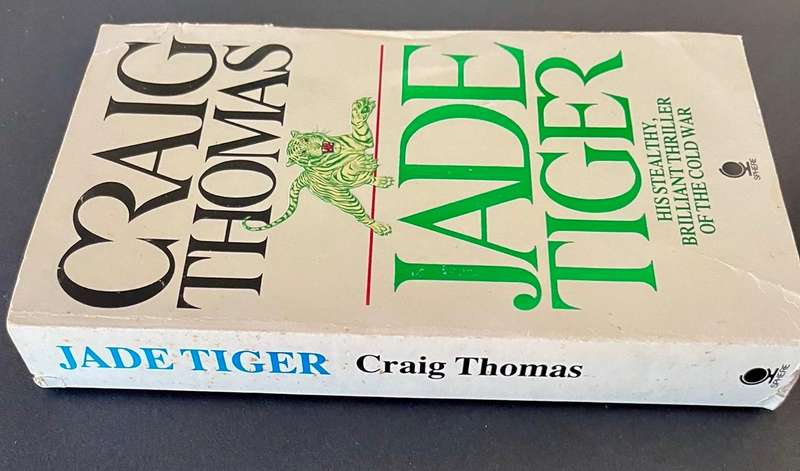 CRAIG
THOMAS
JADE
TIGER
HIS STEALTHY,
BRILLIANT THRILLER
OF THE COLD WAR
SPHERE
JADE TIGER Craig Thomas
SPHERE